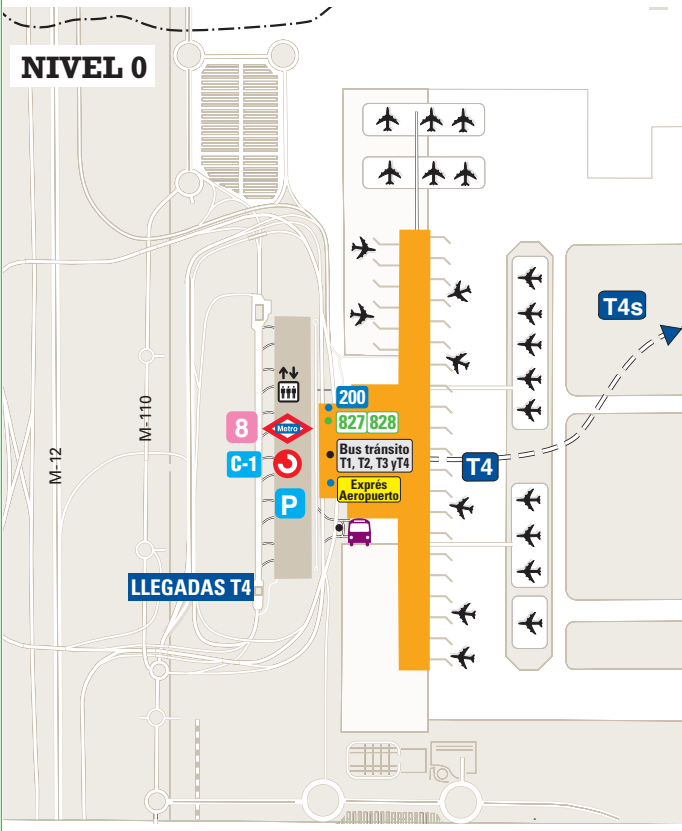 NIVEL 0
T4s
200
827 828
8
Metro
M-110
M-12
C-1
Bus tránsito
T1, T2, T3 yT4
T4
Exprés
Aeropuerto
P
LLEGADAS T4